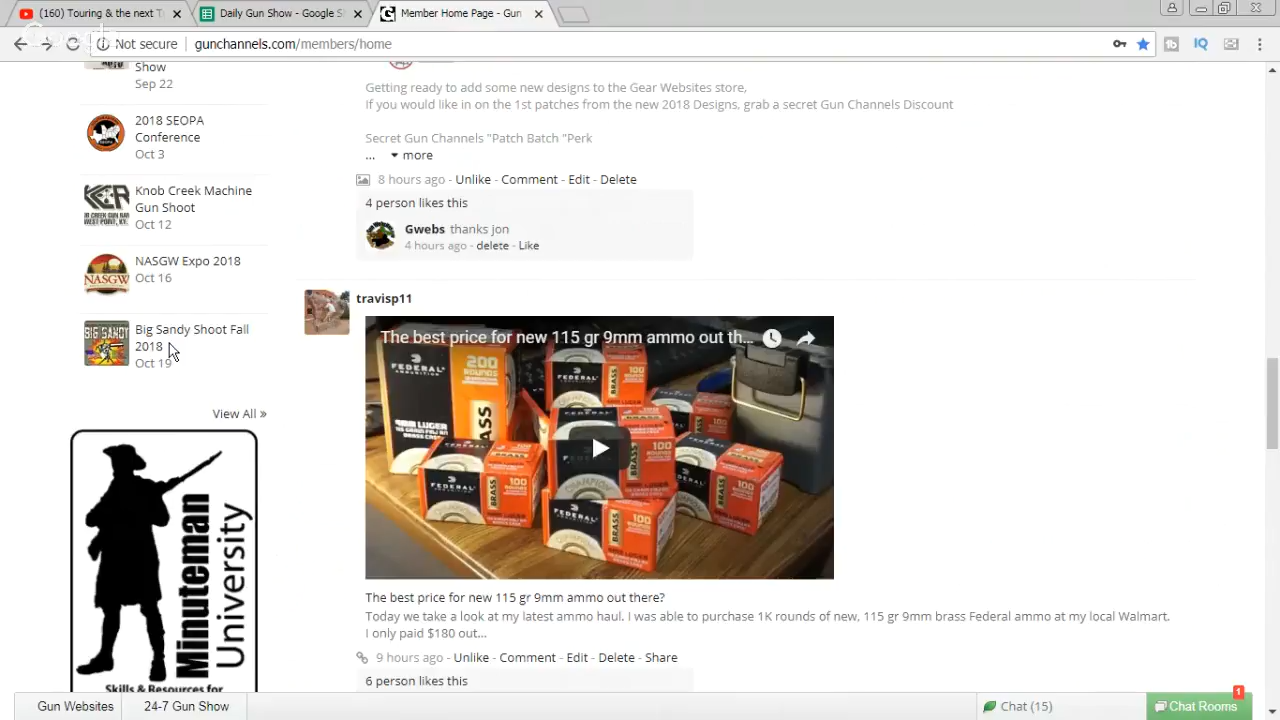 (160) Touring & the next T
Daily Gun Show - Google S
Member Home Page - Gun
Not secure
gunchannels.com/members/home
Show
Sep 22
2018 SEOPA
Conference
Oct 3
Knob Creek Machine
Gun Shoot
Oct 12
NASGW Expo 2018
Oct 16
Big Sandy Shoot Fall
2018
Oct 19
View All »
Minuteman
University
Skills & Resources for
Getting ready to add some new designs to the Gear Websites store,
If you would like in on the 1st patches from the new 2018 Designs, grab a secret Gun Channels Discount
Secret Gun Channels "Patch Batch "Perk
... more
8 hours ago - Unlike - Comment - Edit - Delete
4 person likes this
Gwebs thanks jon
4 hours ago - delete - Like
travisp11
The best price for new 115 gr 9mm ammo out th...
FEDERAL
200
BRASS
100
CHAMPION
The best price for new 115 gr 9mm ammo out there?
Today we take a look at my latest ammo haul. I was able to purchase 1K rounds of new, 115 gr 9mm brass Federal ammo at my local Walmart.
I only paid $180 out...
9 hours ago - Unlike - Comment - Edit - Delete - Share
6 person likes this
Gun Websites
24-7 Gun Show
Chat (15)
Chat Rooms
1